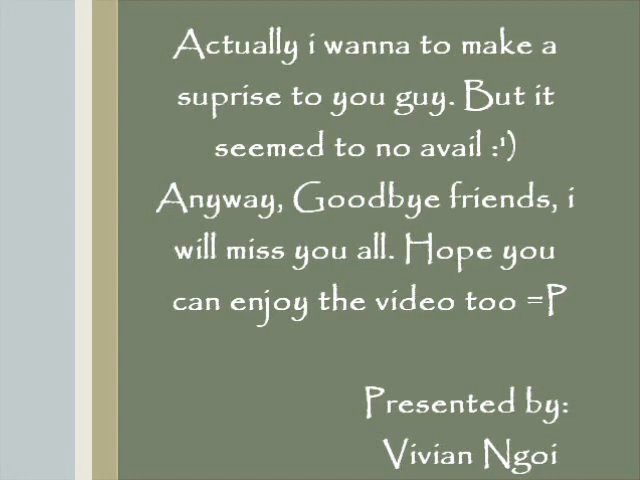 Actually i wanna to make a
suprise to you guy. But it
seemed to no avail :')
Anyway, Goodbye friends, i
will miss you all. Hope you
can enjoy the video too =P
Presented by:
Vivian Ngoi